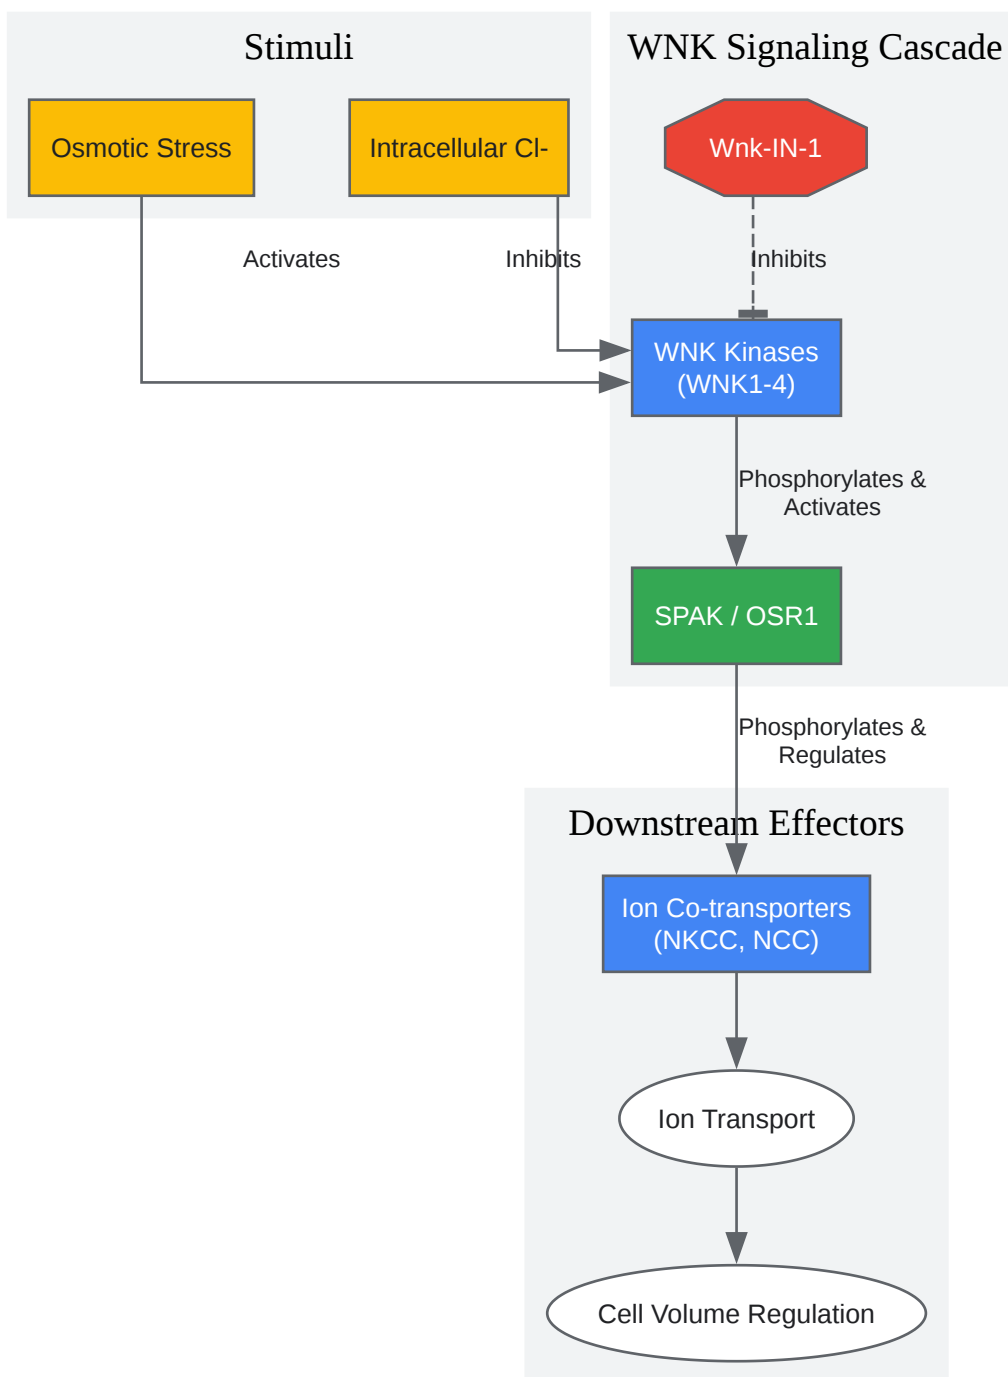 Stimuli
WNK Signaling Cascade
Osmotic Stress
Intracellular Cl-
Wnk-IN-1
Activates
Inhibits
Inhibits
WNK Kinases
(WNK1-4)
Phosphorylates &
Activates
SPAK / OSR1
Phosphorylates &
Regulates
Downstream Effectors
Ion Co-transporters
(NKCC, NCC)
Ion Transport
Cell Volume Regulation